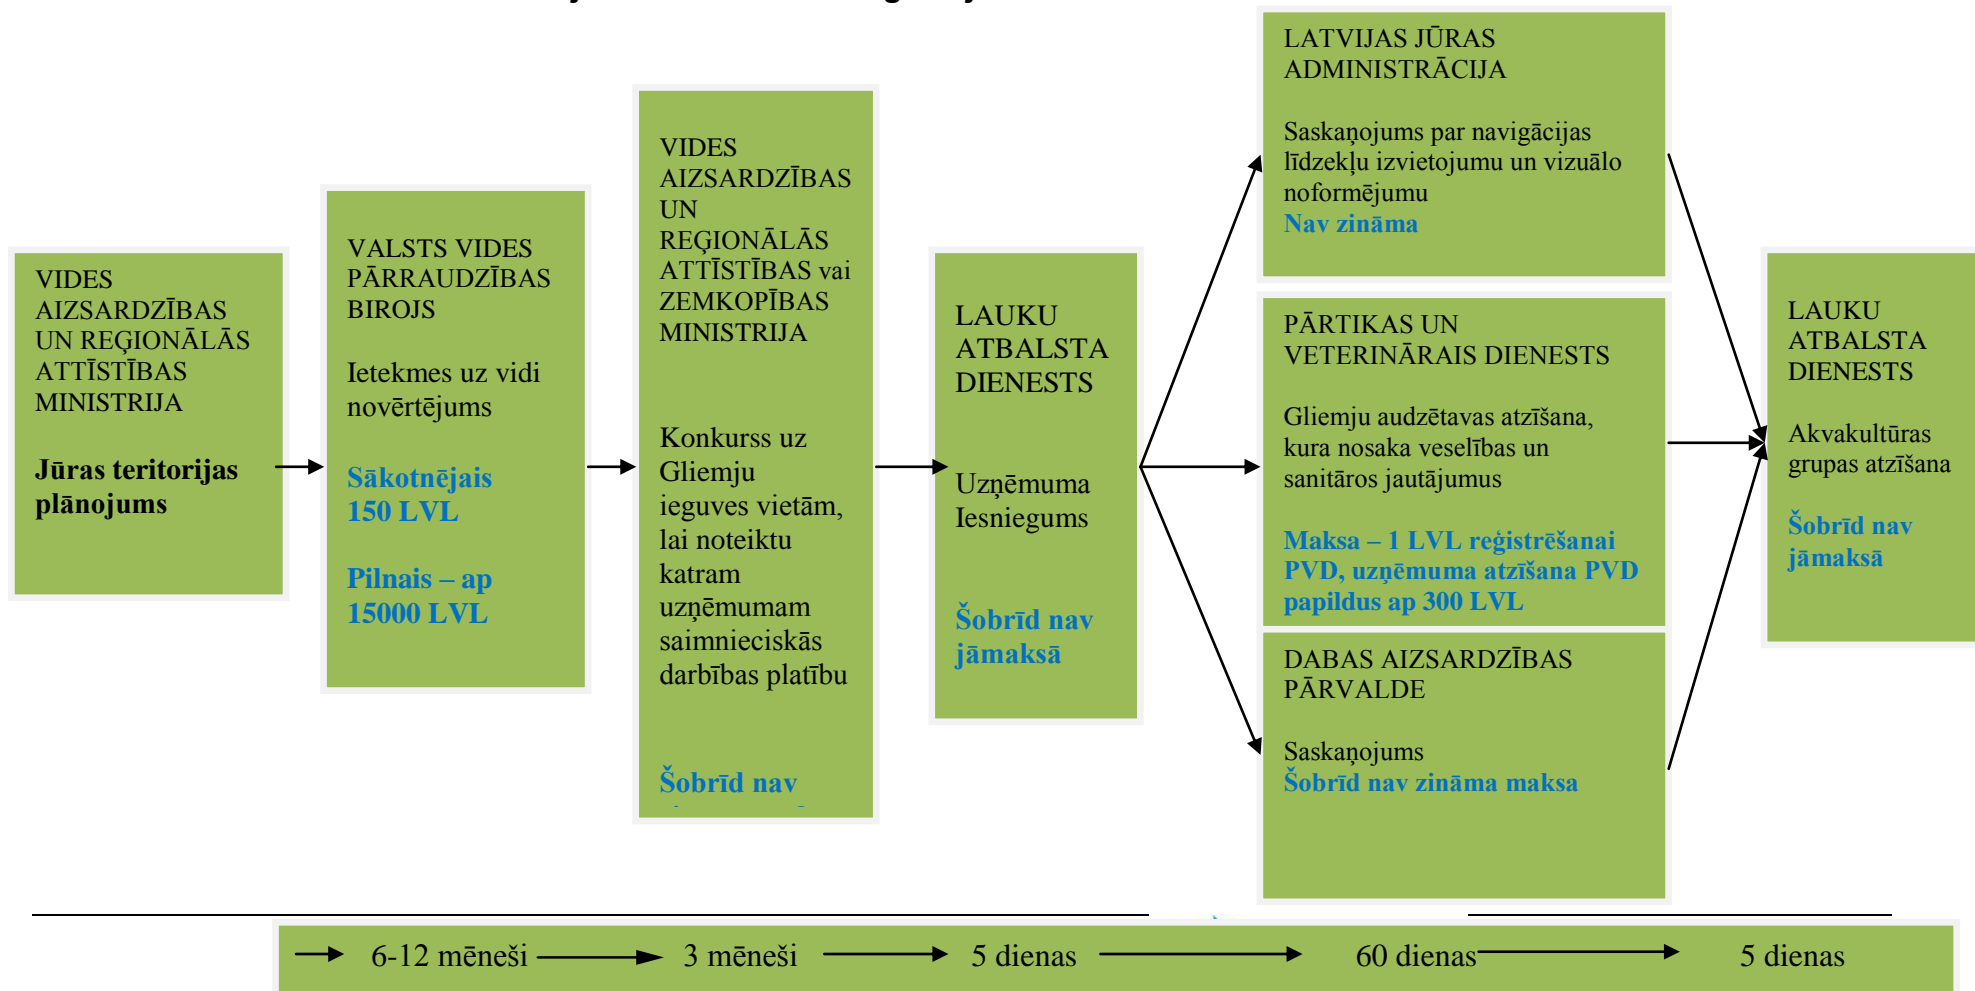 VIDES
AIZSARDZĪBAS
UN REĢIONĀLĀS
ATTĪSTĪBAS
MINISTRIJA
Jūras teritorijas
plānojums
VALSTS VIDES
PĀRRAUDZĪBAS
BIROJS
Ietekmes uz vidi
novērtējums
Sākotnējais
150 LVL
Pilnais – ap
15000 LVL
VIDES
AIZSARDZĪBAS
UN
REĢIONĀLĀS
ATTĪSTĪBAS vai
ZEMKOPĪBAS
MINISTRIJA
Konkurss uz
Gliemju
ieguves vietām,
lai noteiktu
katram
uzņēmumam
saimnieciskās
darbības platību
Šobrīd nav
LAUKU
ATBALSTA
DIENESTS
Uzņēmuma
Iesniegums
Šobrīd nav
jāmaksā
LATVIJAS JŪRAS
ADMINISTRĀCIJA
Saskaņojums par navigācijas
līdzekļu izvietojumu un vizuālo
noformējumu
Nav zināma
PĀRTIKAS UN
VETERINĀRAIS DIENESTS
Gliemju audzētavas atzīšana,
kura nosaka veselības un
sanitāros jautājumus
Maksa – 1 LVL reģistrēšanai
PVD, uzņēmuma atzīšana PVD
papildus ap 300 LVL
DABAS AIZSARDZĪBAS
PĀRVALDE
Saskaņojums
Šobrīd nav zināma maksa
LAUKU
ATBALSTA
DIENESTS
Akvakultūras
grupas atzīšana
Šobrīd nav
jāmaksā
6-12 mēneši 3 mēneši 5 dienas 60 dienas 5 dienas